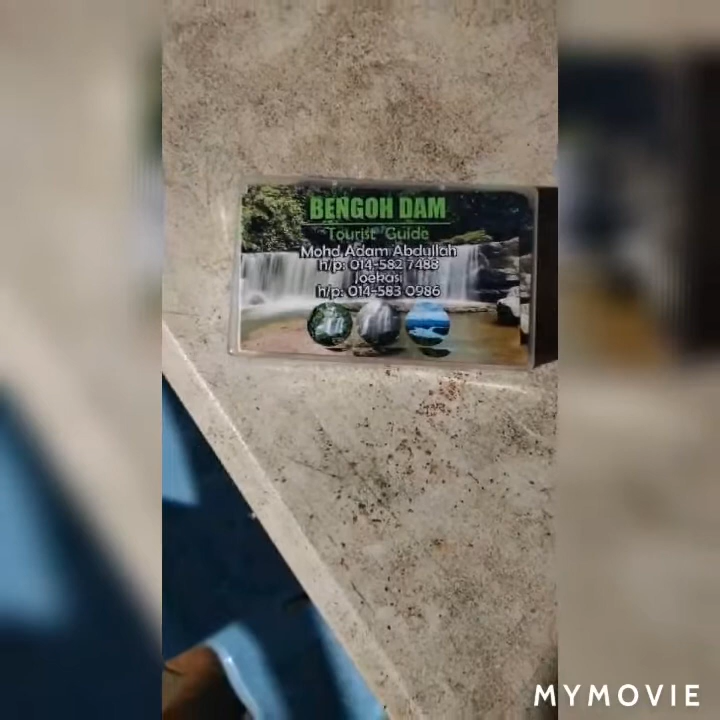 BENGOH DAM
Tourist Guide
Mohd Adam Abdullah
h/p: 014-582 7488
Joekasi
h/p: 014-583 0986
MYMOVIE